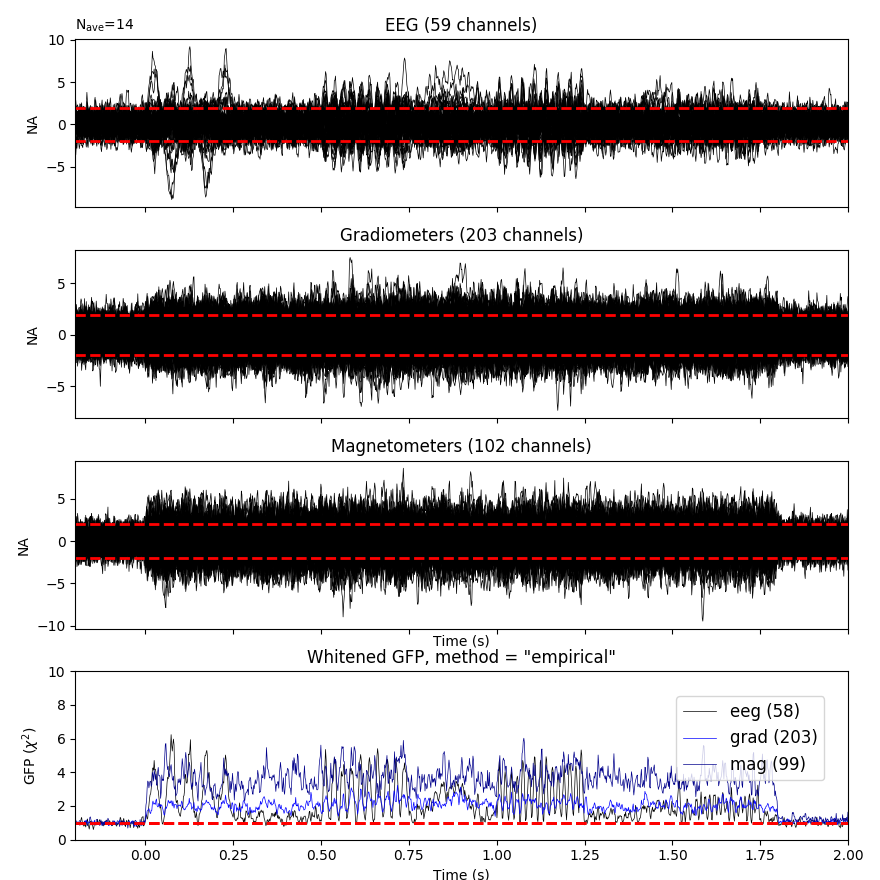 N_ave=14
EEG (59 channels)
10
5
0
−5
NA
Gradiometers (203 channels)
5
0
−5
NA
Magnetometers (102 channels)
5
0
−5
−10
NA
Time (s)
Whitened GFP, method = "empirical"
10
8
6
4
2
0
GFP (χ²)
eeg (58)
grad (203)
mag (99)
0.00 0.25 0.50 0.75 1.00 1.25 1.50 1.75 2.00
Time (s)